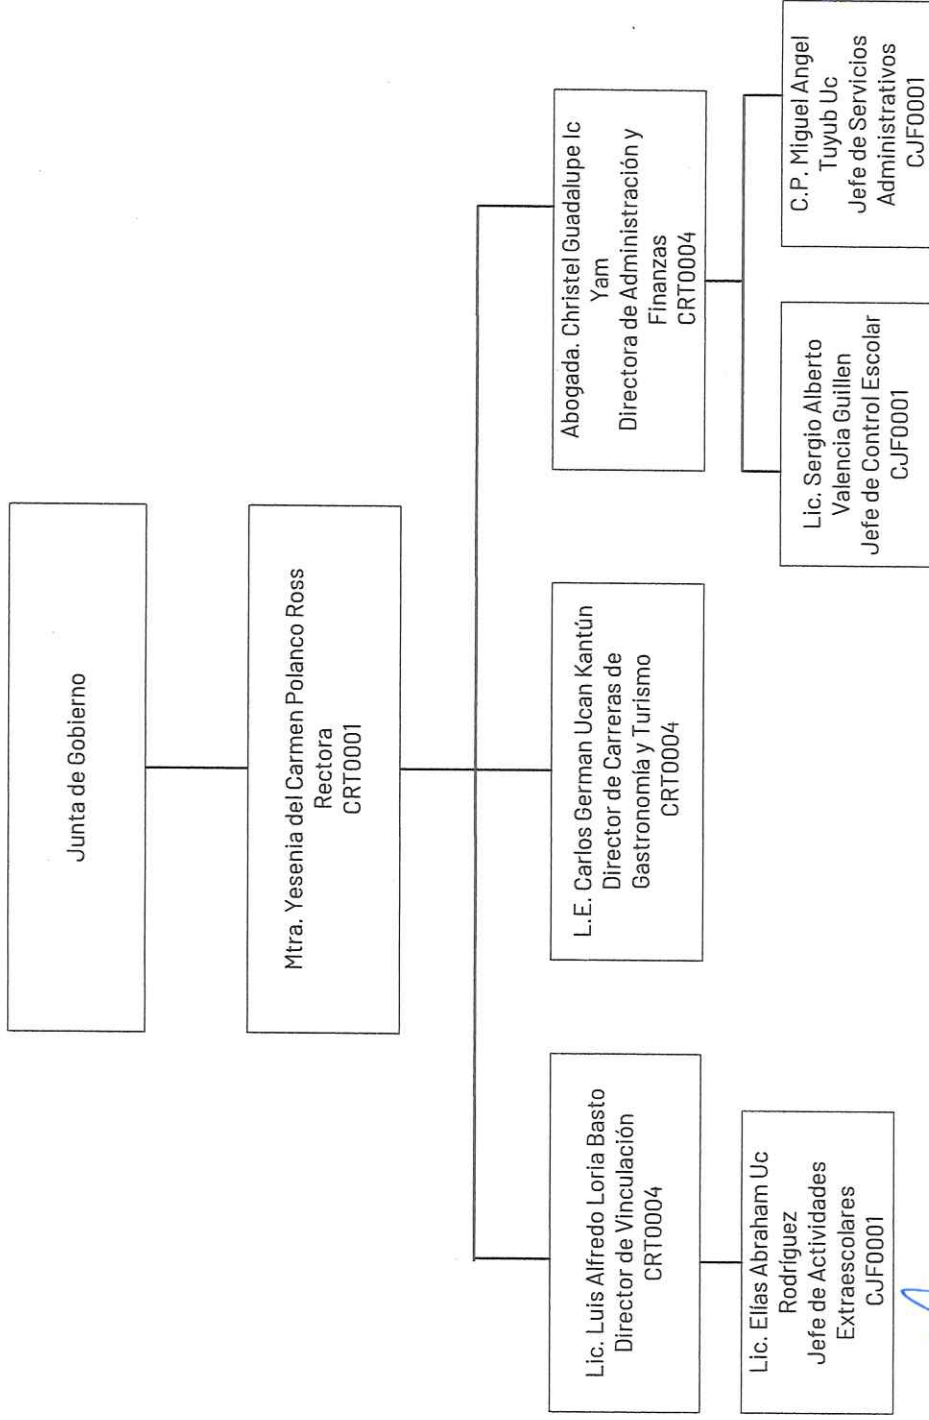 Junta de Gobierno
Mtra. Yesenia del Carmen Polanco Ross
Rectora
CRT0001
Lic. Luis Alfredo Loria Basto
Director de Vinculación
CRT0004
L.E. Carlos German Ucan Kantún
Director de Carreras de
Gastronomía y Turismo
CRT0004
Abogada. Christel Guadalupe Ic
Yam
Directora de Administración y
Finanzas
CRT0004
Lic. Elías Abraham Uc
Rodríguez
Jefe de Actividades
Extraescolares
CJF0001
Lic. Sergio Alberto
Valencia Guillen
Jefe de Control Escolar
CJF0001
C.P. Miguel Angel
Tuyub Uc
Jefe de Servicios
Administrativos
CJF0001